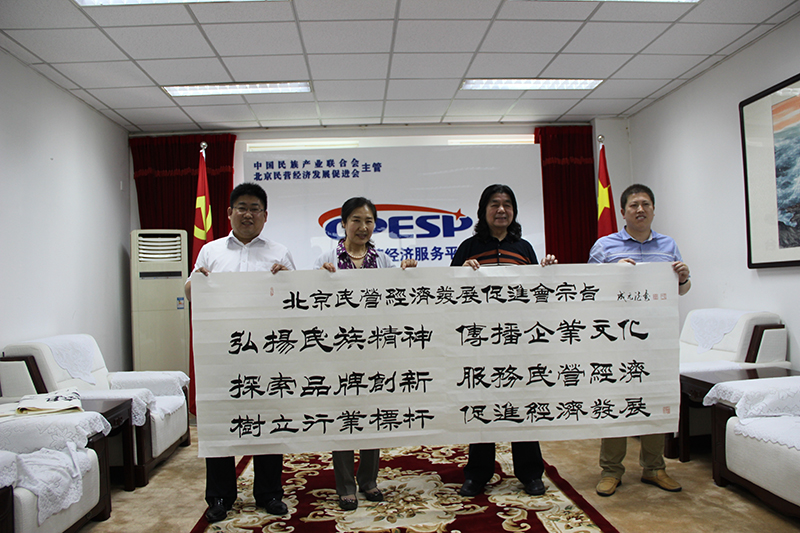 中国民族产业联合会
北京民营经济发展促进会
主管
CPESP
经济服务平
北京民營經濟發展促進會宗旨
弘揚民族精神 傳播企業文化
探索品牌創新 服務民營經濟
樹立行業標杆 促進經濟發展